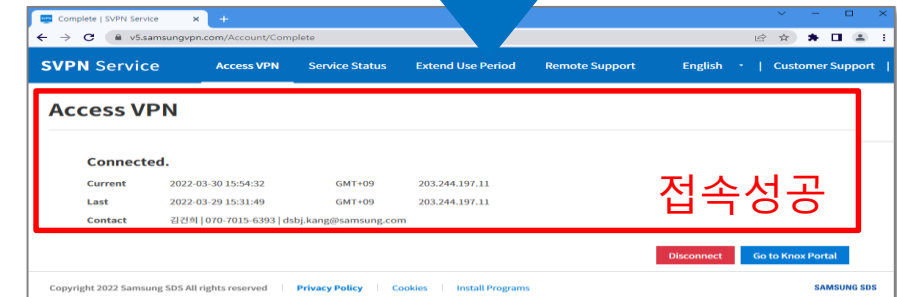 Complete | SVPN Service
v5.samsungvpn.com/Account/Complete
SVPN Service Access VPN Service Status Extend Use Period Remote Support English | Customer Support |
Access VPN
Connected.
Current 2022-03-30 15:54:32 GMT+09 203.244.197.11
Last 2022-03-29 15:31:49 GMT+09 203.244.197.11
Contact 김건희 | 070-7015-6393 | dsbj.kang@samsung.com
접속성공
Disconnect Go to Knox Portal
Copyright 2022 Samsung SDS All rights reserved | Privacy Policy | Cookies | Install Programs SAMSUNG SDS